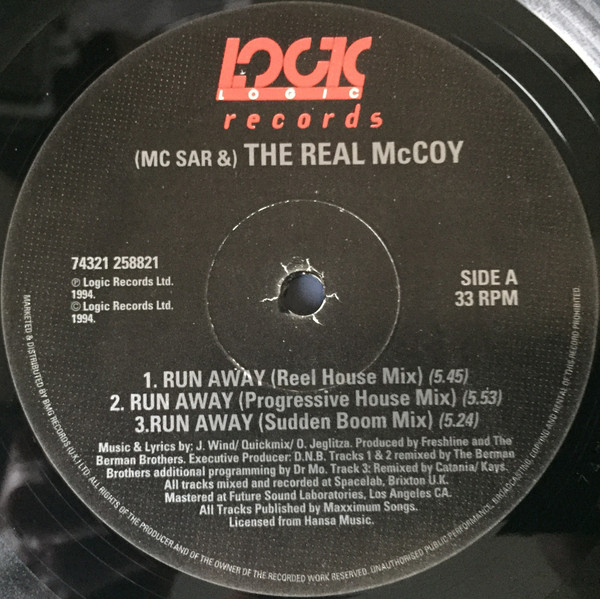 LOGIC
LOGIC
records
(MC SAR &) THE REAL McCOY
74321 258821
℗ Logic Records Ltd.
1994.
© Logic Records Ltd.
1994.
SIDE A
33 RPM
1. RUN AWAY (Reel House Mix) (5.45)
2. RUN AWAY (Progressive House Mix) (5.53)
3.RUN AWAY (Sudden Boom Mix) (5.24)
Music & Lyrics by; J. Wind/ Quickmix/ O. Jeglitza. Produced by Freshline and The
Berman Brothers. Executive Producer: D.N.B. Tracks 1 & 2 remixed by The Berman
Brothers additional programming by Dr Mo. Track 3: Remixed by Catania/ Kays.
All tracks mixed and recorded at Spacelab, Brixton U.K.
Mastered at Future Sound Laboratories, Los Angeles CA.
All Tracks Published by Maxximum Songs.
Licensed from Hansa Music.
MARKETED & DISTRIBUTED BY BMG RECORDS (U.K.) LTD. ALL RIGHTS OF THE PRODUCER AND OF THE OWNER OF THE RECORDED WORK RESERVED. UNAUTHORISED PUBLIC PERFORMANCE, BROADCASTING, COPYING AND RENTAL OF THIS RECORD PROHIBITED.